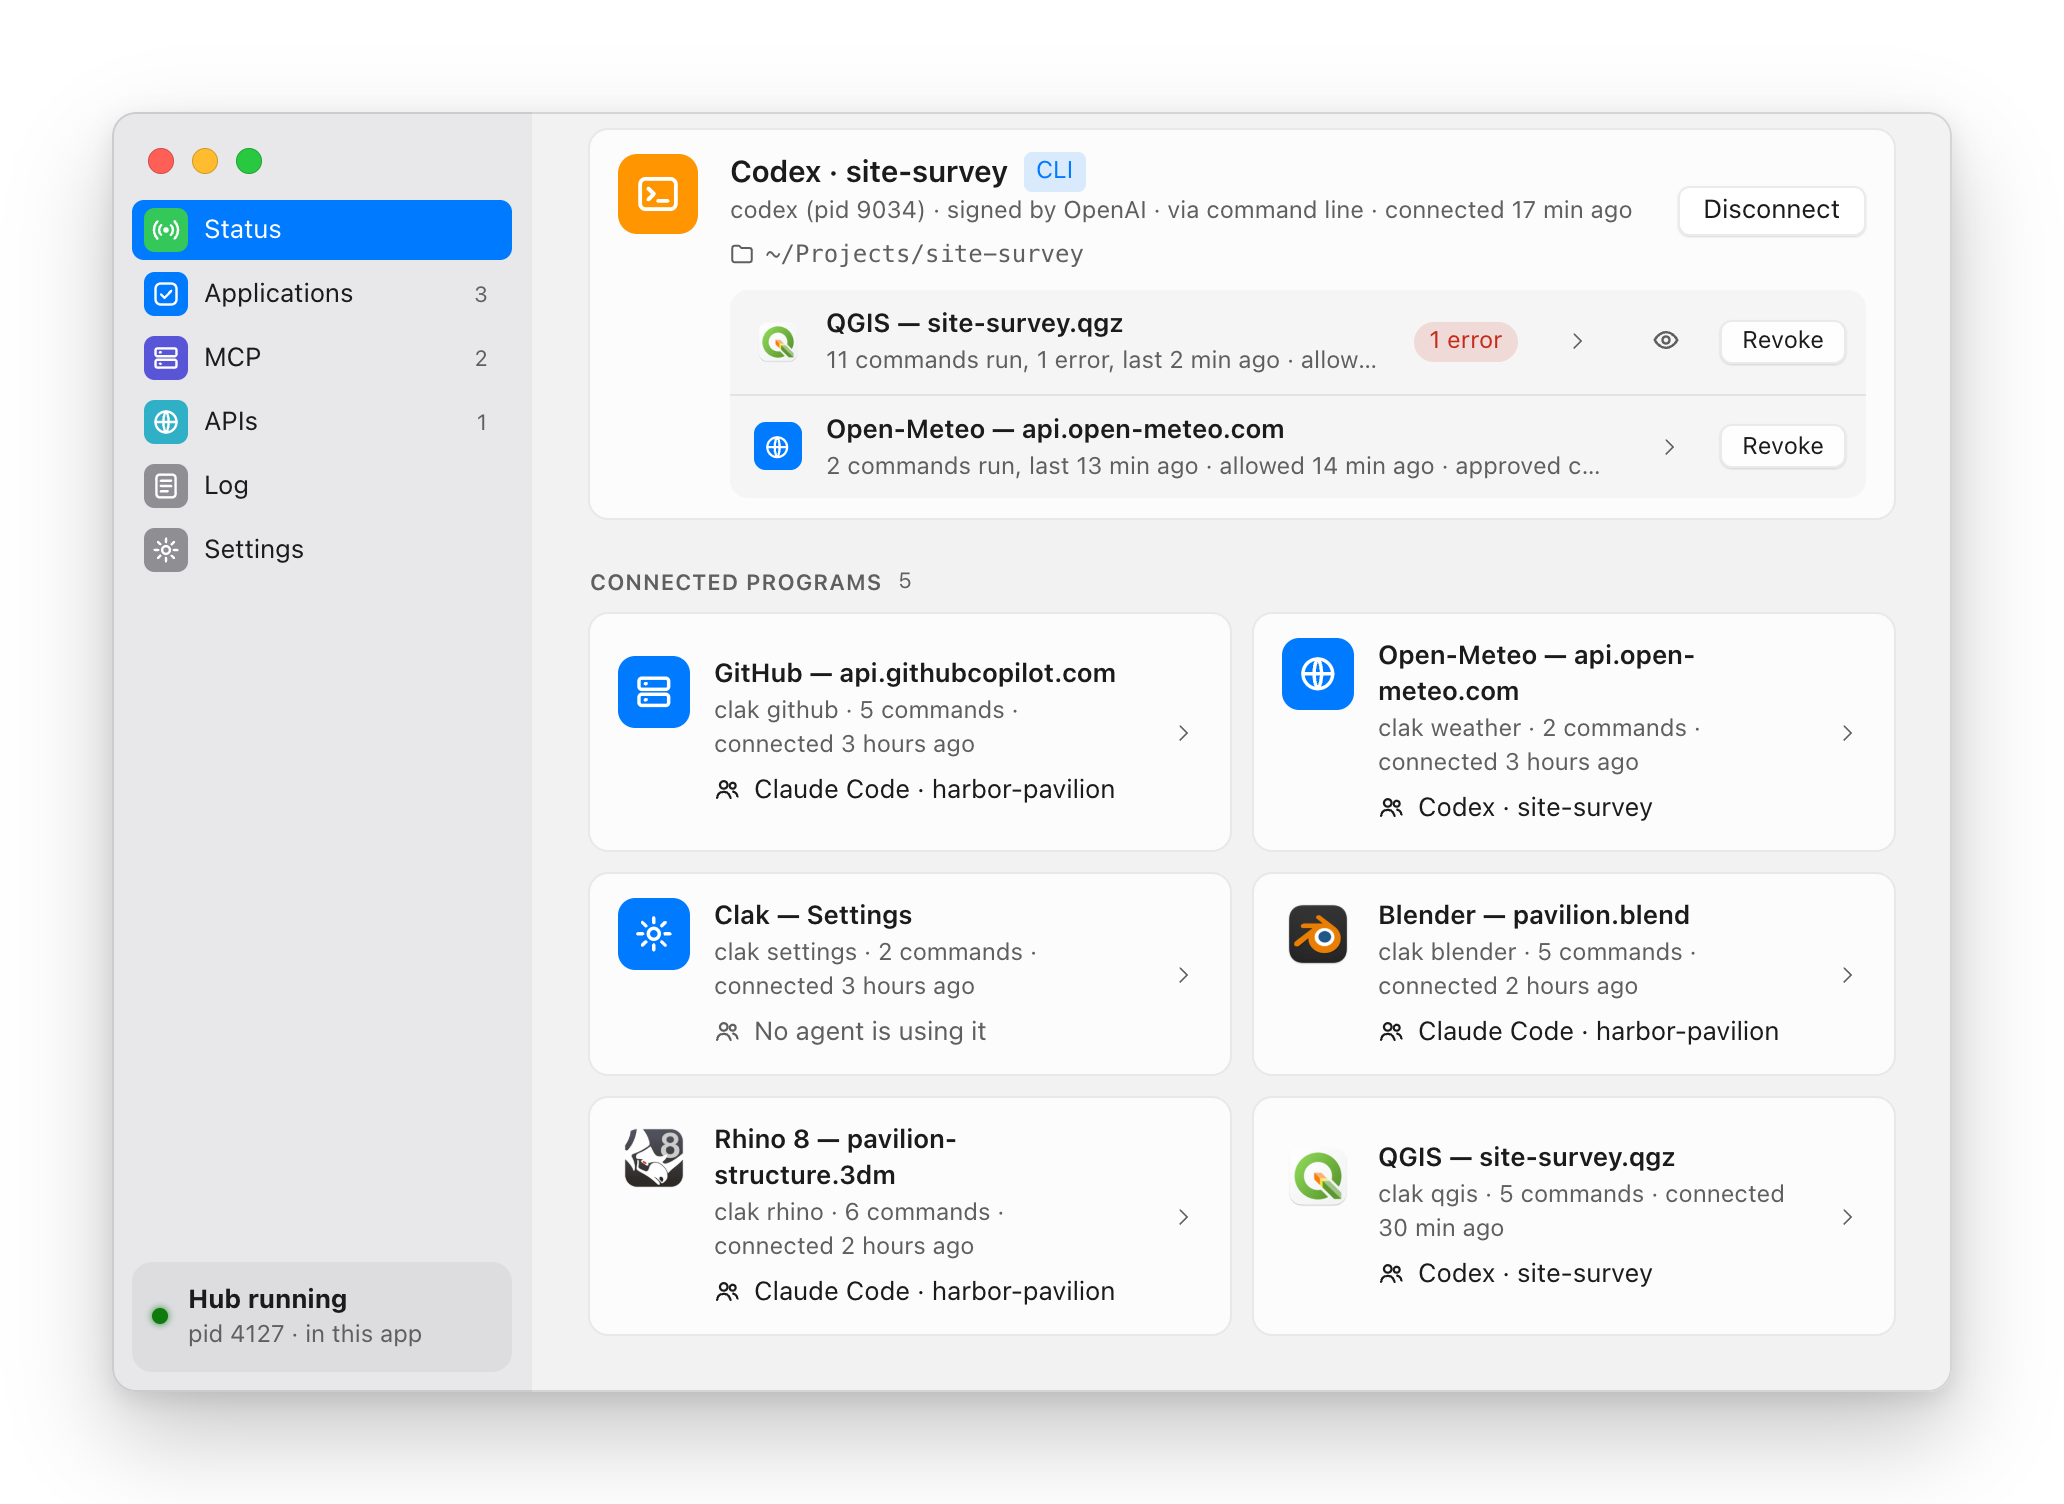 Status
Applications 3
MCP 2
APIs 1
Log
Settings
Hub running
pid 4127 · in this app
Codex · site-survey CLI
codex (pid 9034) · signed by OpenAI · via command line · connected 17 min ago
Disconnect
~/Projects/site-survey
QGIS — site-survey.qgz
11 commands run, 1 error, last 2 min ago · allow...
1 error
Revoke
Open-Meteo — api.open-meteo.com
2 commands run, last 13 min ago · allowed 14 min ago · approved c...
Revoke
CONNECTED PROGRAMS 5
GitHub — api.githubcopilot.com
clak github · 5 commands ·
connected 3 hours ago
Claude Code · harbor-pavilion
Open-Meteo — api.open-
meteo.com
clak weather · 2 commands ·
connected 3 hours ago
Codex · site-survey
Clak — Settings
clak settings · 2 commands ·
connected 3 hours ago
No agent is using it
Blender — pavilion.blend
clak blender · 5 commands ·
connected 2 hours ago
Claude Code · harbor-pavilion
8
Rhino 8 — pavilion-
structure.3dm
clak rhino · 6 commands ·
connected 2 hours ago
Claude Code · harbor-pavilion
QGIS — site-survey.qgz
clak qgis · 5 commands · connected
30 min ago
Codex · site-survey